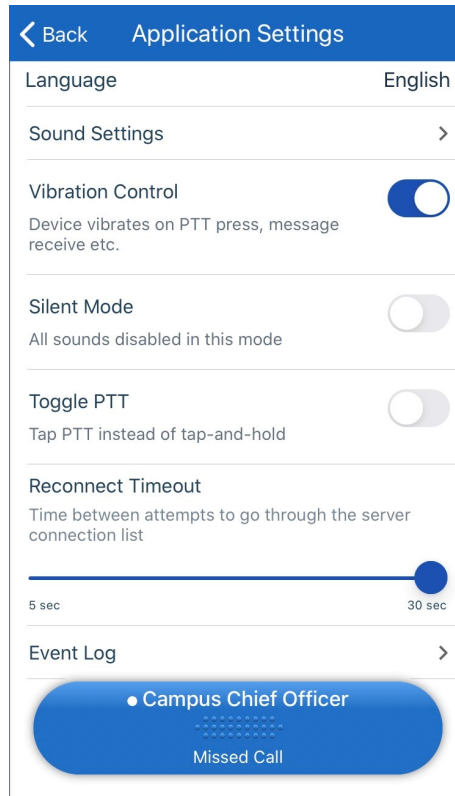 Back Application Settings
Language English
Sound Settings
Vibration Control
Device vibrates on PTT press, message
receive etc.
Silent Mode
All sounds disabled in this mode
Toggle PTT
Tap PTT instead of tap-and-hold
Reconnect Timeout
Time between attempts to go through the server
connection list
5 sec 30 sec
Event Log
Campus Chief Officer
Missed Call